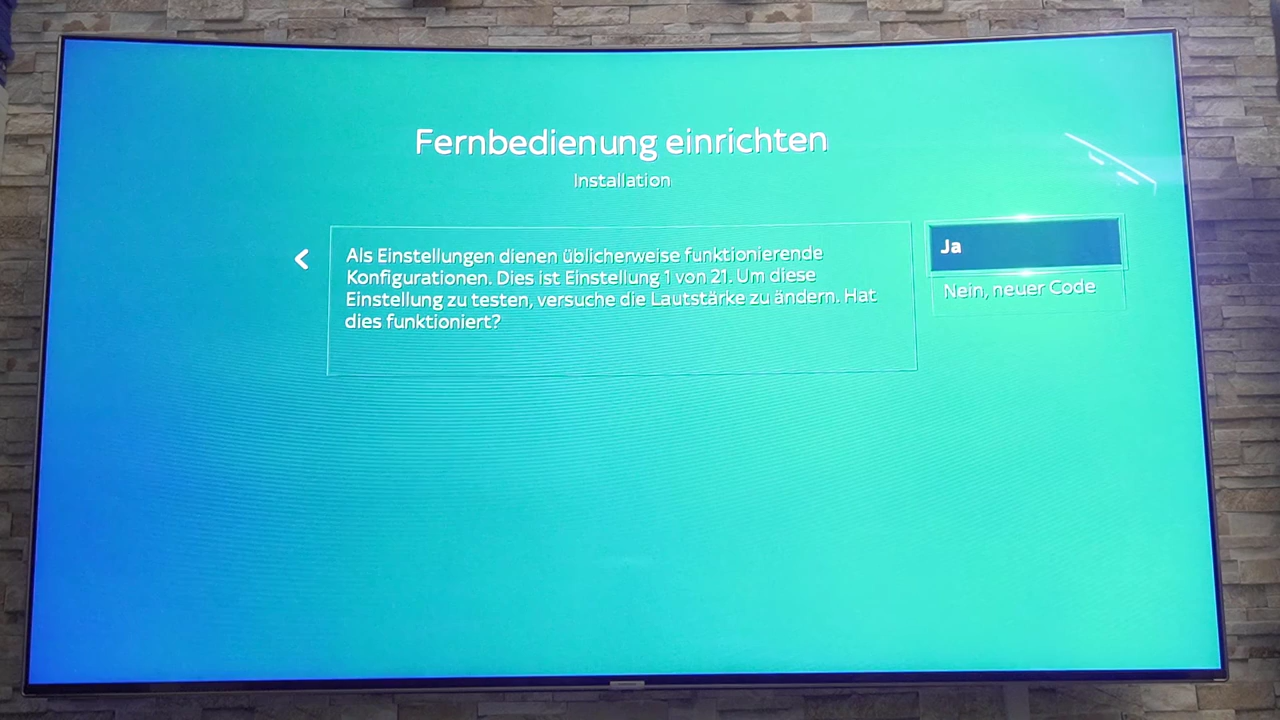 Fernbedienung einrichten
Installation
Als Einstellungen dienen üblicherweise funktionierende
Konfigurationen. Dies ist Einstellung 1 von 21. Um diese
Einstellung zu testen, versuche die Lautstärke zu ändern. Hat
dies funktioniert?
Ja
Nein, neuer Code